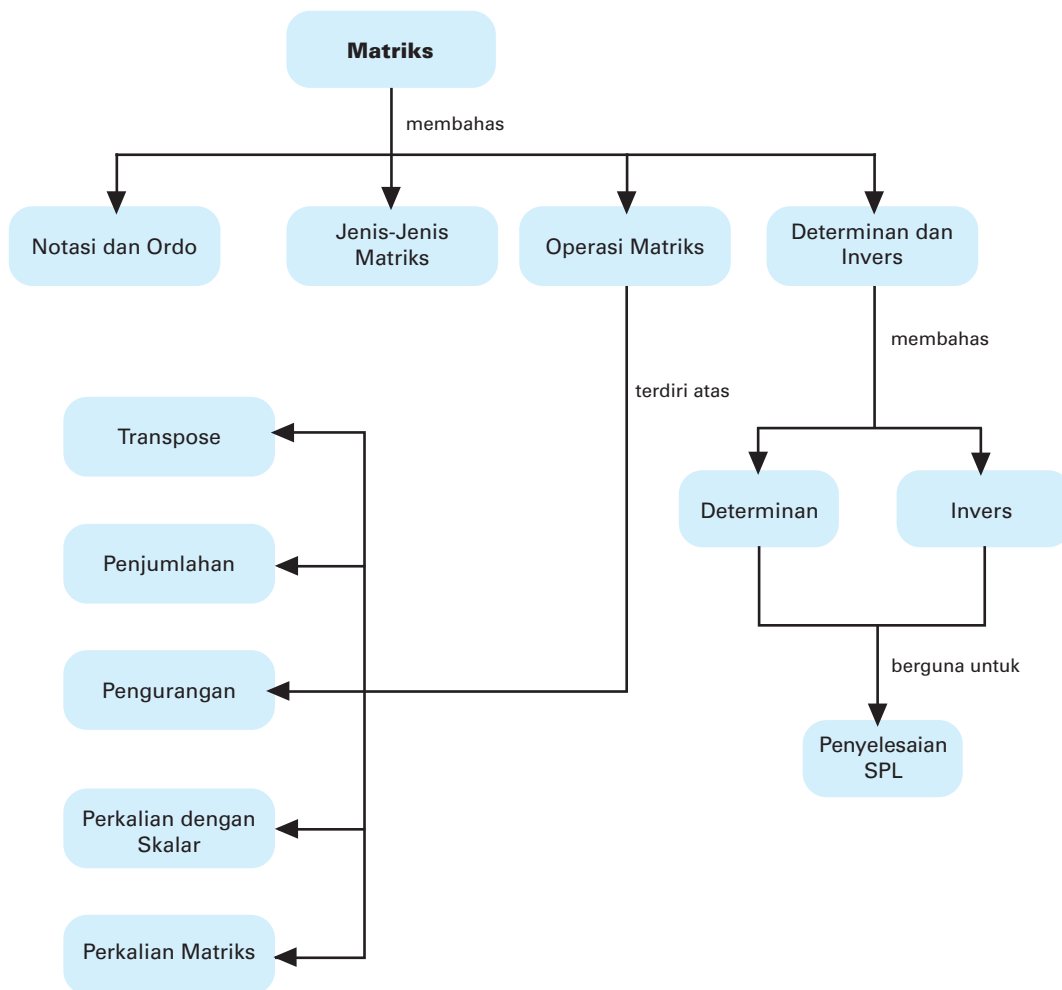 Matriks
membahas
Notasi dan Ordo
Jenis-Jenis
Matriks
Operasi Matriks
Determinan dan
Invers
membahas
terdiri atas
Transpose
Penjumlahan
Pengurangan
Perkalian dengan
Skalar
Perkalian Matriks
Determinan
Invers
berguna untuk
Penyelesaian
SPL